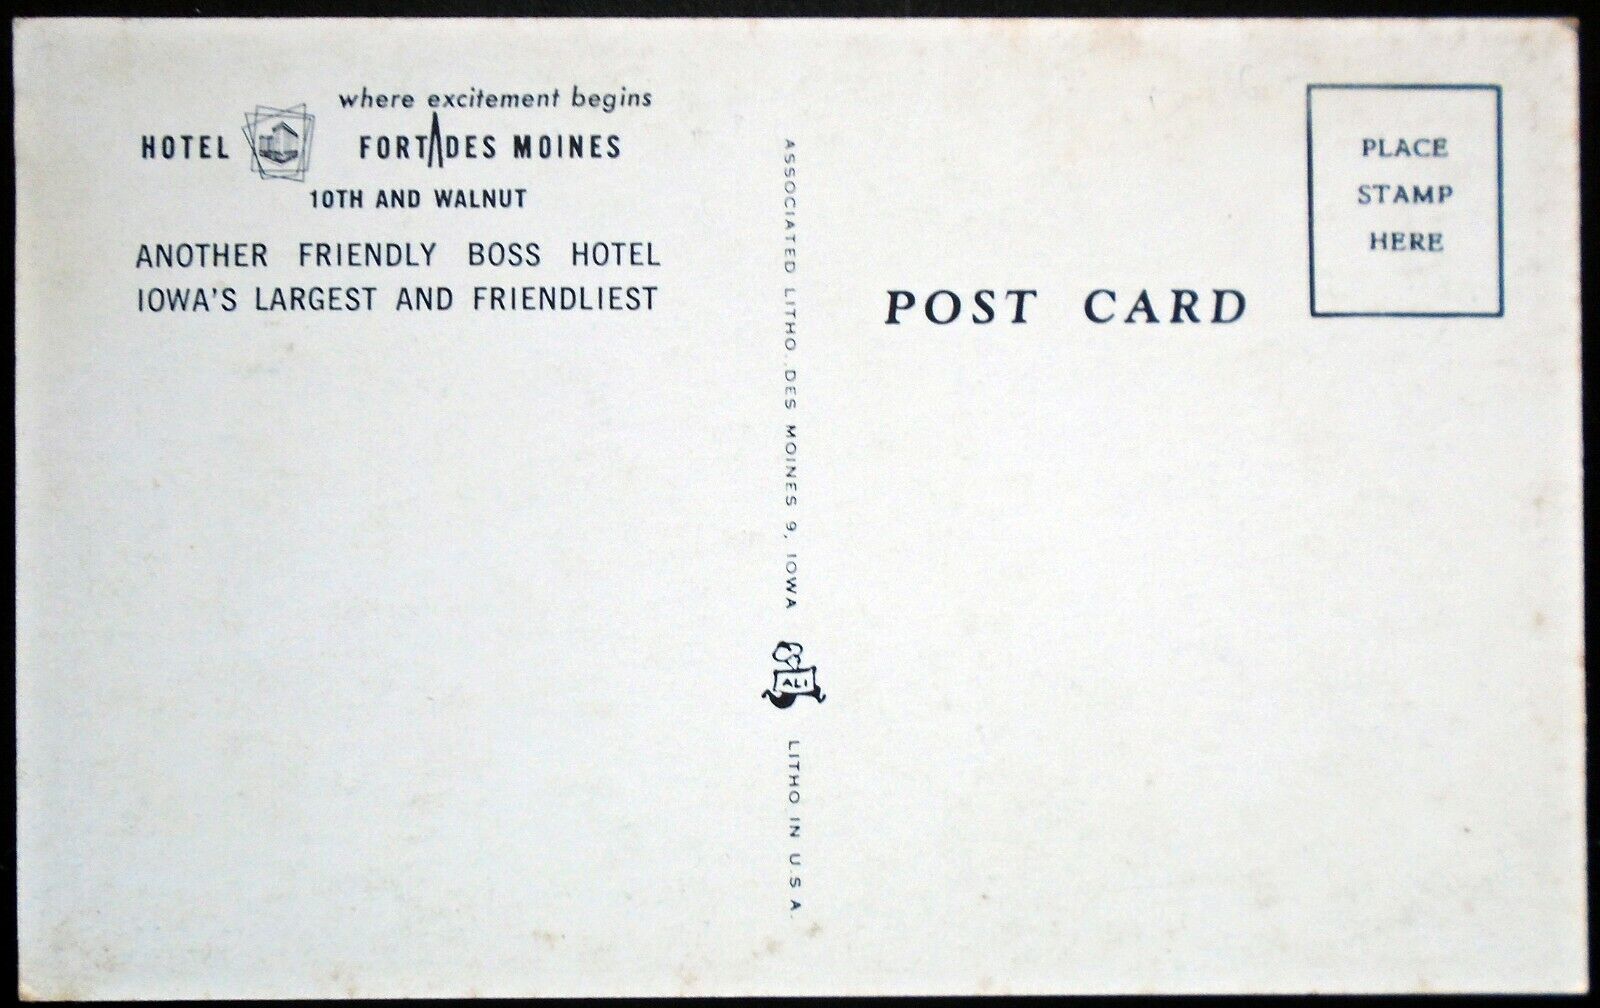 where excitement begins
HOTEL FORT DES MOINES
10TH AND WALNUT
ANOTHER FRIENDLY BOSS HOTEL
IOWA'S LARGEST AND FRIENDLIEST
ASSOCIATED LITHO. DES MOINES 9, IOWA
ALI
LITHO IN U.S.A.
POST CARD
PLACE
STAMP
HERE